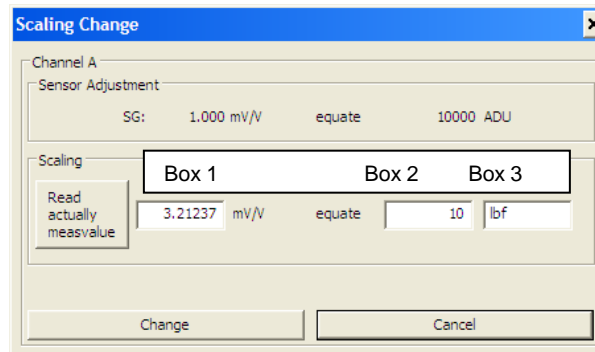 Scaling Change
Channel A
Sensor Adjustment
SG: 1.000 mV/V equate 10000 ADU
Scaling
Box 1 Box 2 Box 3
Read
actually
measvalue
3.21237 mV/V equate 10 lbf
Change Cancel